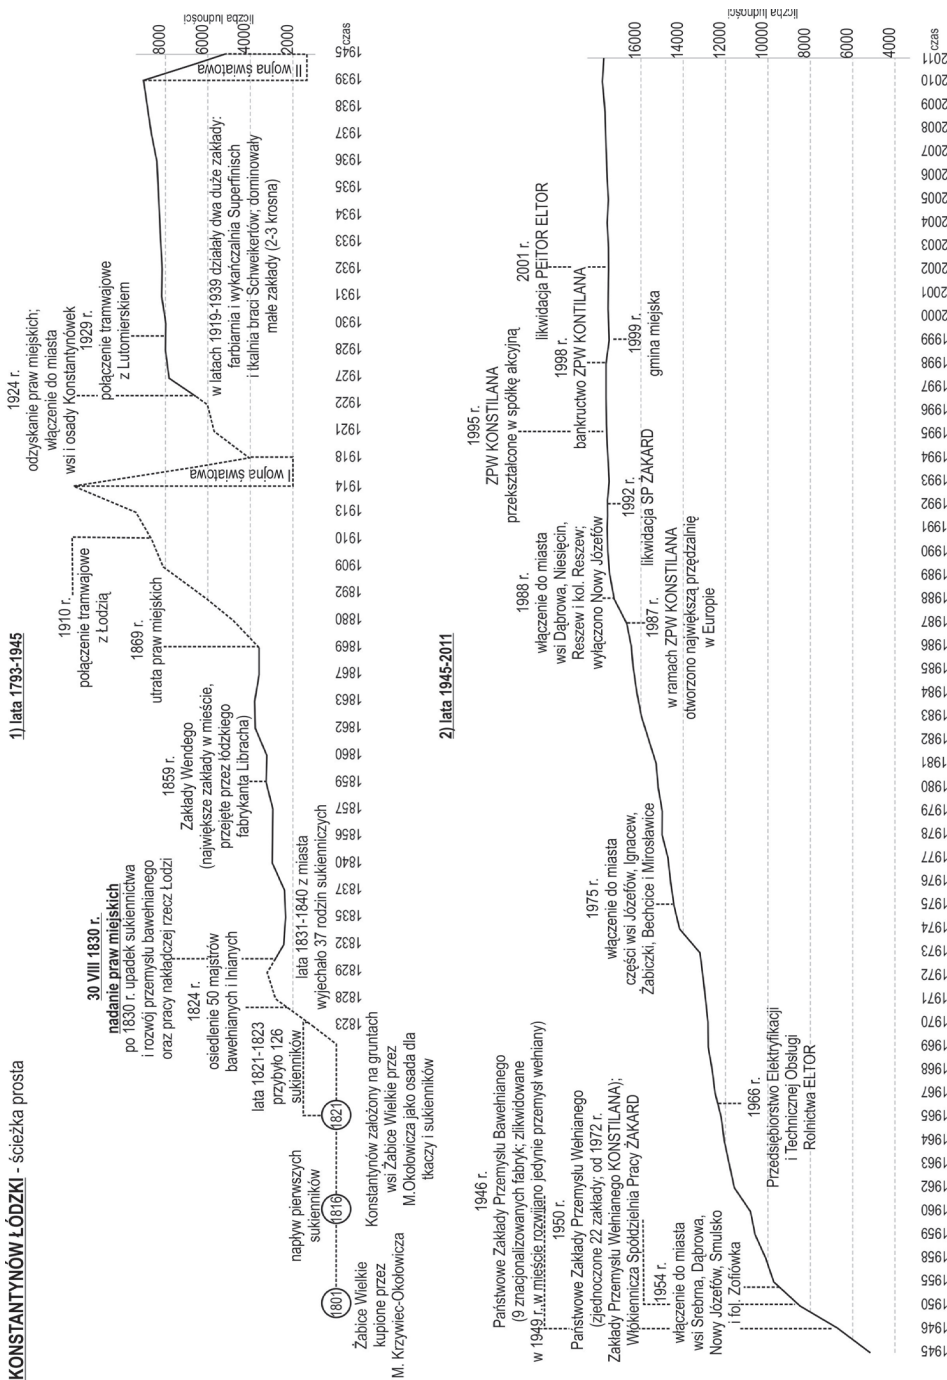 KONSTANTYNÓW ŁÓDZKI - ścieżka prosta
1) lata 1793-1945
1801
Żabice Wielkie
kupione przez
M. Krzywiec-Okołowicza
napływ pierwszych
sukienników
1816
1821
Konstantynów założony na gruntach
wsi Żabice Wielkie przez
M.Okołowicza jako osada dla
tkaczy i sukienników
lata 1821-1823
przybyło 126
sukienników
1824 r.
osiedlenie 50 majstrów
bawełnianych i lnianych
30 VIII 1830 r.
nadanie praw miejskich
po 1830 r. upadek sukiennictwa
i rozwój przemysłu bawełnianego
oraz pracy nakładczej rzecz Łodzi
lata 1831-1840 z miasta
wyjechało 37 rodzin sukienniczych
1859 r.
Zakłady Wendego
(największe zakłady w mieście,
przejęte przez łódzkiego
fabrykanta Libracha)
1869 r.
utrata praw miejskich
1910 r.
połączenie tramwajowe
z Łodzią
I wojna światowa
1924 r.
odzyskanie praw miejskich;
włączenie do miasta
wsi i osady Konstantynówek
1929 r.
połączenie tramwajowe
z Lutomierskiem
w latach 1919-1939 działały dwa duże zakłady:
farbiarnia i wykańczalnia Superfinisch
i tkalnia braci Schweikertów; dominowały
małe zakłady (2-3 krosna)
II wojna światowa
liczba ludności
8000
6000
4000
2000
czas
1823 1828 1829 1832 1835 1837 1840 1856 1857 1859 1860 1862 1863 1867 1869 1880 1892 1909 1910 1913 1914 1918 1921 1922 1927 1928 1930 1931 1932 1933 1934 1935 1936 1937 1938 1939 1945
2) lata 1945-2011
1946 r.
Państwowe Zakłady Przemysłu Bawełnianego
(9 znacjonalizowanych fabryk; zlikwidowane
w 1949 r. w mieście rozwijano jedynie przemysł wełniany)
1950 r.
Państwowe Zakłady Przemysłu Wełnianego
(zjednoczone 22 zakłady; od 1972 r.
Zakłady Przemysłu Wełnianego KONSTILANA);
Włókiennicza Spółdzielnia Pracy ŻAKARD
1954 r.
włączenie do miasta
wsi Srebrna, Dąbrowa,
Nowy Józefów, Smulsko
i fol. Zofiówka
1966 r.
Przedsiębiorstwo Elektryfikacji
i Technicznej Obsługi
Rolnictwa ELTOR
1975 r.
włączenie do miasta
części wsi Józefów, Ignacew,
Żabiczki, Bechcice i Mirosławice
1987 r.
w ramach ZPW KONSTILANA
otworzono największą przędzalnię
w Europie
1988 r.
włączenie do miasta
wsi Dąbrowa, Niesięcin,
Reszew i kol. Reszew;
wyłączono Nowy Józefów
1992 r.
likwidacja SP ŻAKARD
1995 r.
ZPW KONSTILANA
przekształcone w spółkę akcyjną
1998 r.
bankructwo ZPW KONTILANA
1999 r.
gmina miejska
2001 r.
likwidacja PEiTOR ELTOR
liczba ludności
16000
14000
12000
10000
8000
6000
4000
czas
1945 1946 1950 1955 1958 1959 1960 1962 1963 1964 1965 1967 1968 1969 1970 1971 1972 1973 1974 1975 1976 1977 1978 1979 1980 1981 1982 1983 1984 1985 1986 1987 1988 1989 1990 1991 1992 1993 1994 1995 1996 1997 1998 1999 2000 2001 2002 2003 2004 2005 2006 2007 2008 2009 2010 2011